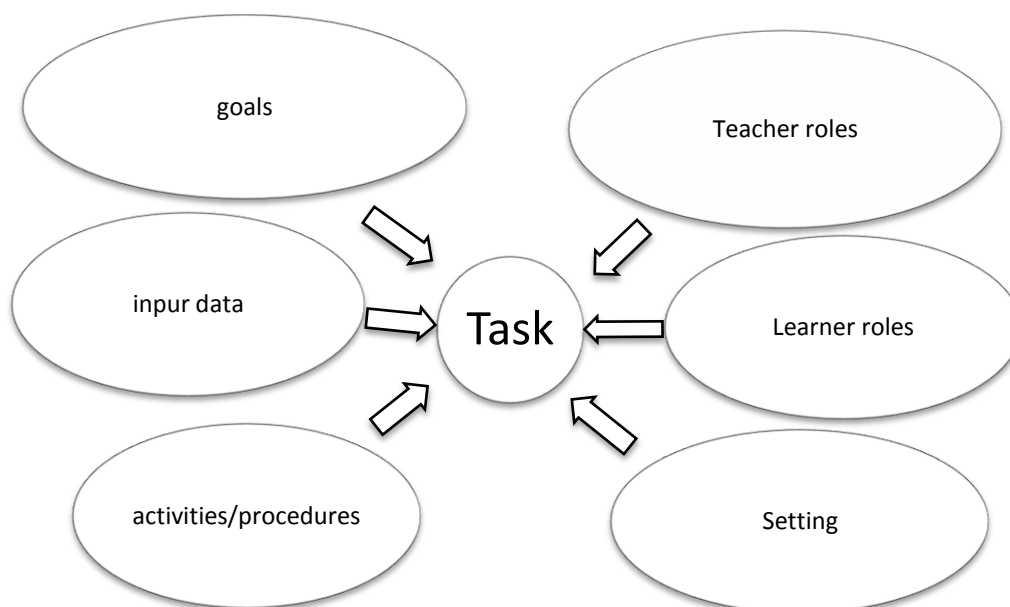 goals
Teacher roles
inpur data
Task
Learner roles
activities/procedures
Setting